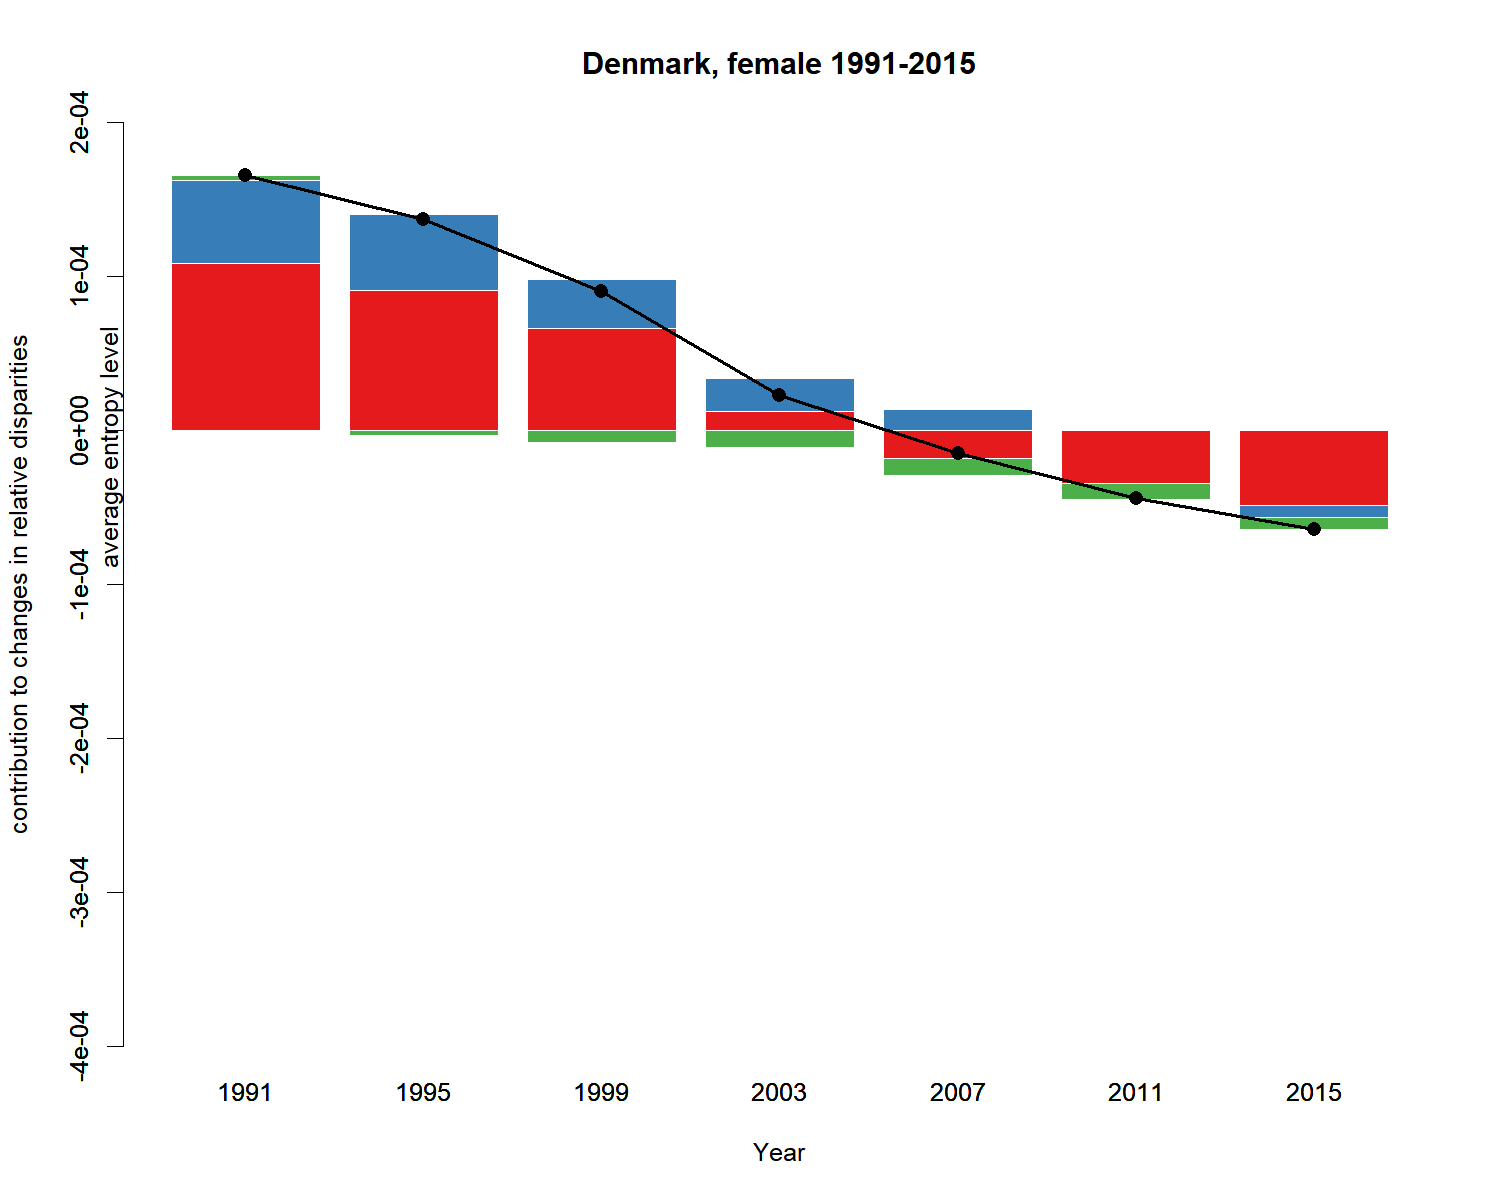 Denmark, female 1991-2015
contribution to changes in relative disparities
average entropy level
2e-04
1e-04
0e+00
-1e-04
-2e-04
-3e-04
-4e-04
1991 1995 1999 2003 2007 2011 2015
Year